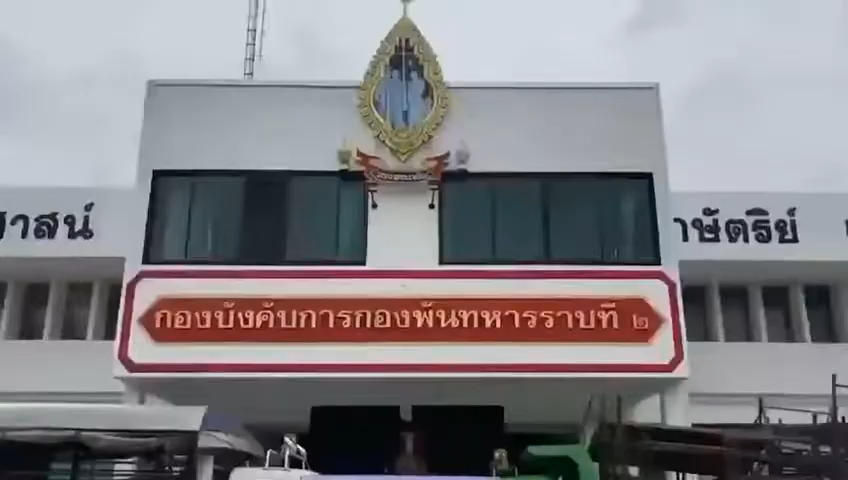 าสน์
าษัตริย์
กองบังคับการกองพันทหารราบที่ ๒